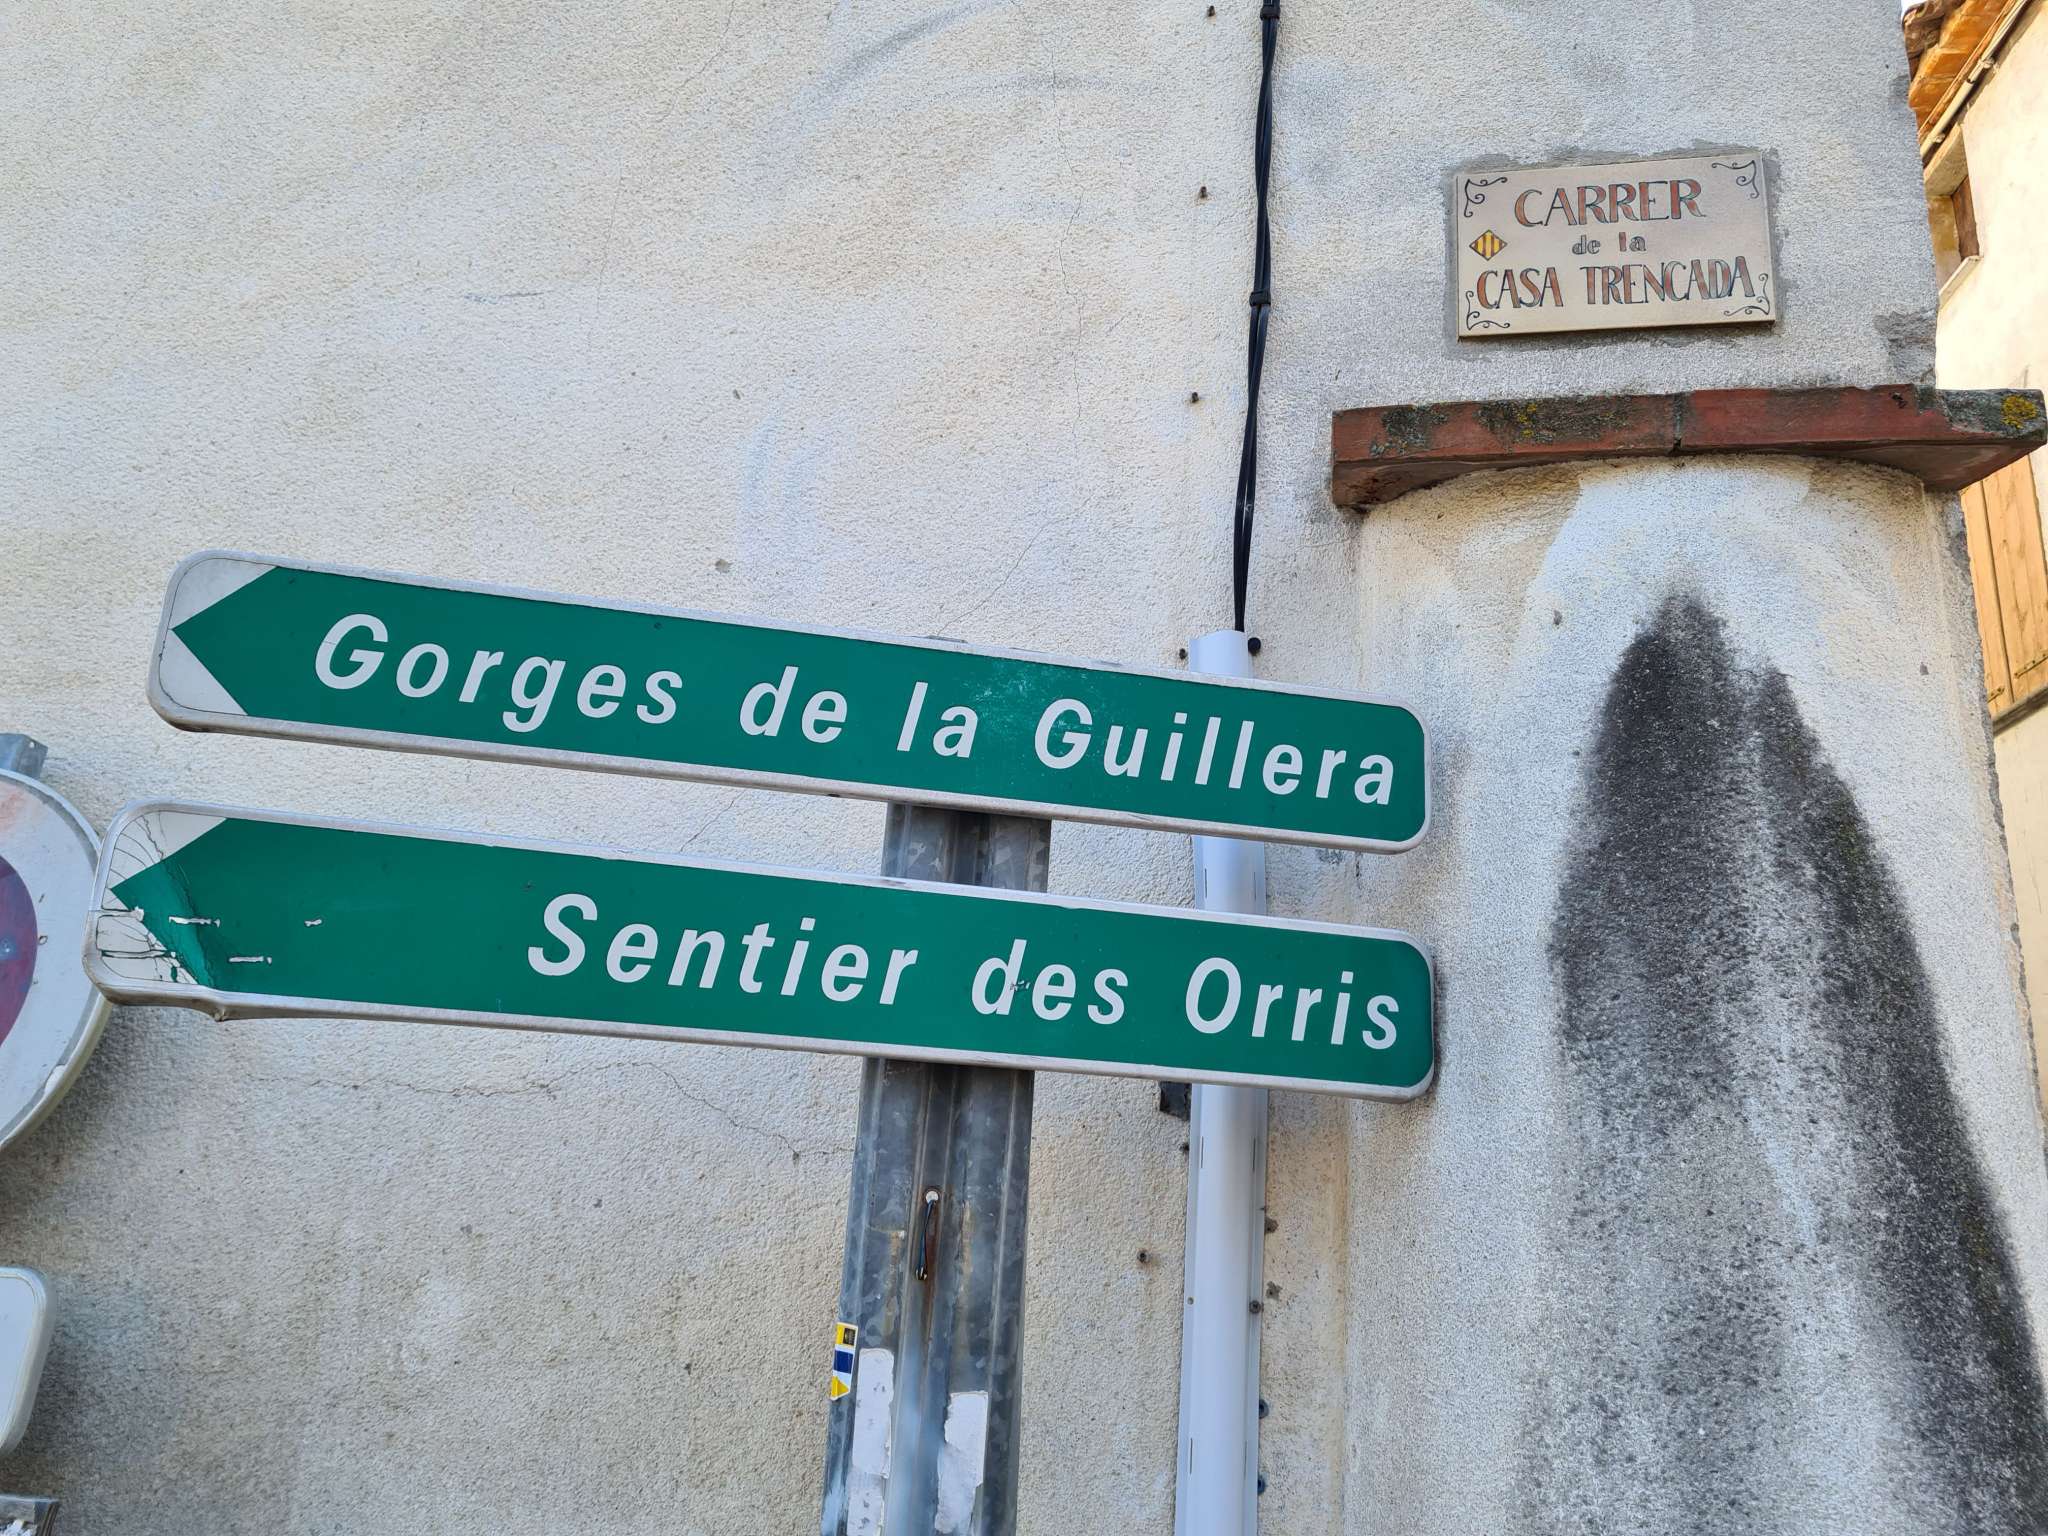 CARRER
de la
CASA TRENCADA
Gorges de la Guillera
Sentier des Orris